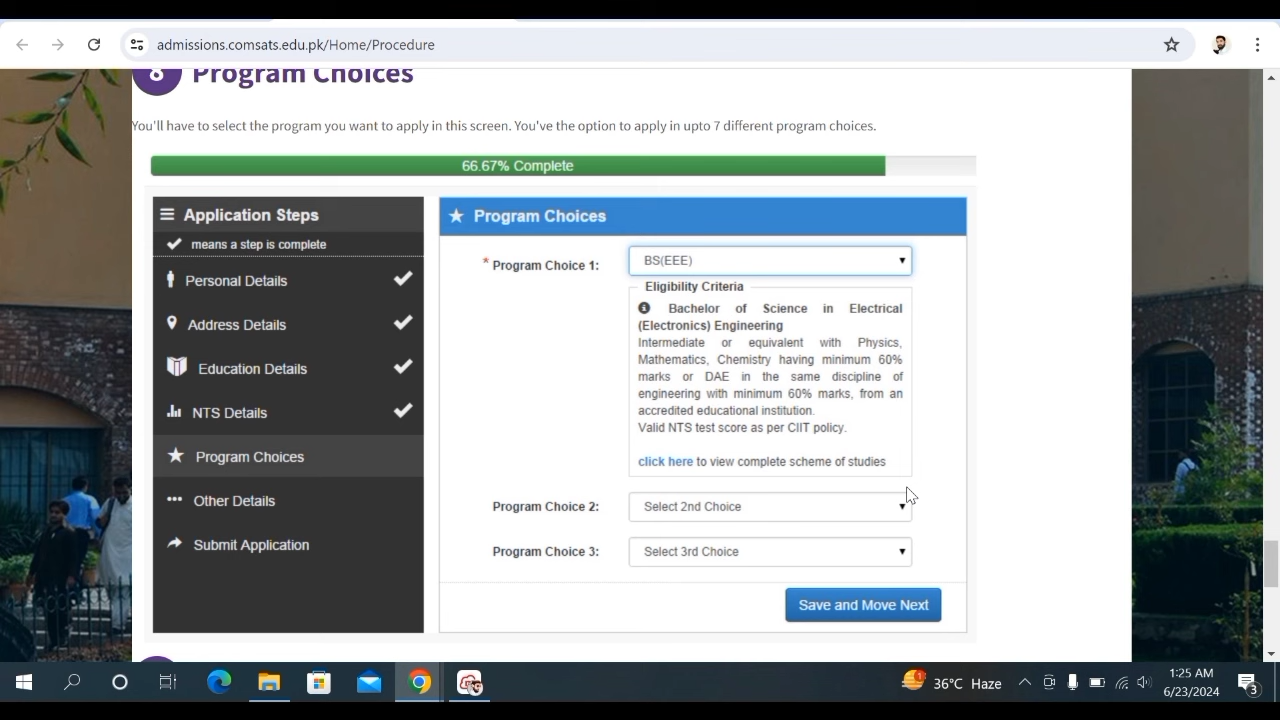 admissions.comsats.edu.pk/Home/Procedure
8 Program Choices
You'll have to select the program you want to apply in this screen. You've the option to apply in upto 7 different program choices.
66.67% Complete
Application Steps
means a step is complete
Personal Details
Address Details
Education Details
NTS Details
Program Choices
Other Details
Submit Application
Program Choices
* Program Choice 1: BS(EEE)
Eligibility Criteria
Bachelor of Science in Electrical
(Electronics) Engineering
Intermediate or equivalent with Physics,
Mathematics, Chemistry having minimum 60%
marks or DAE in the same discipline of
engineering with minimum 60% marks, from an
accredited educational institution.
Valid NTS test score as per CIIT policy.
click here to view complete scheme of studies
Program Choice 2: Select 2nd Choice
Program Choice 3: Select 3rd Choice
Save and Move Next
1
36°C Haze
1:25 AM
6/23/2024
3